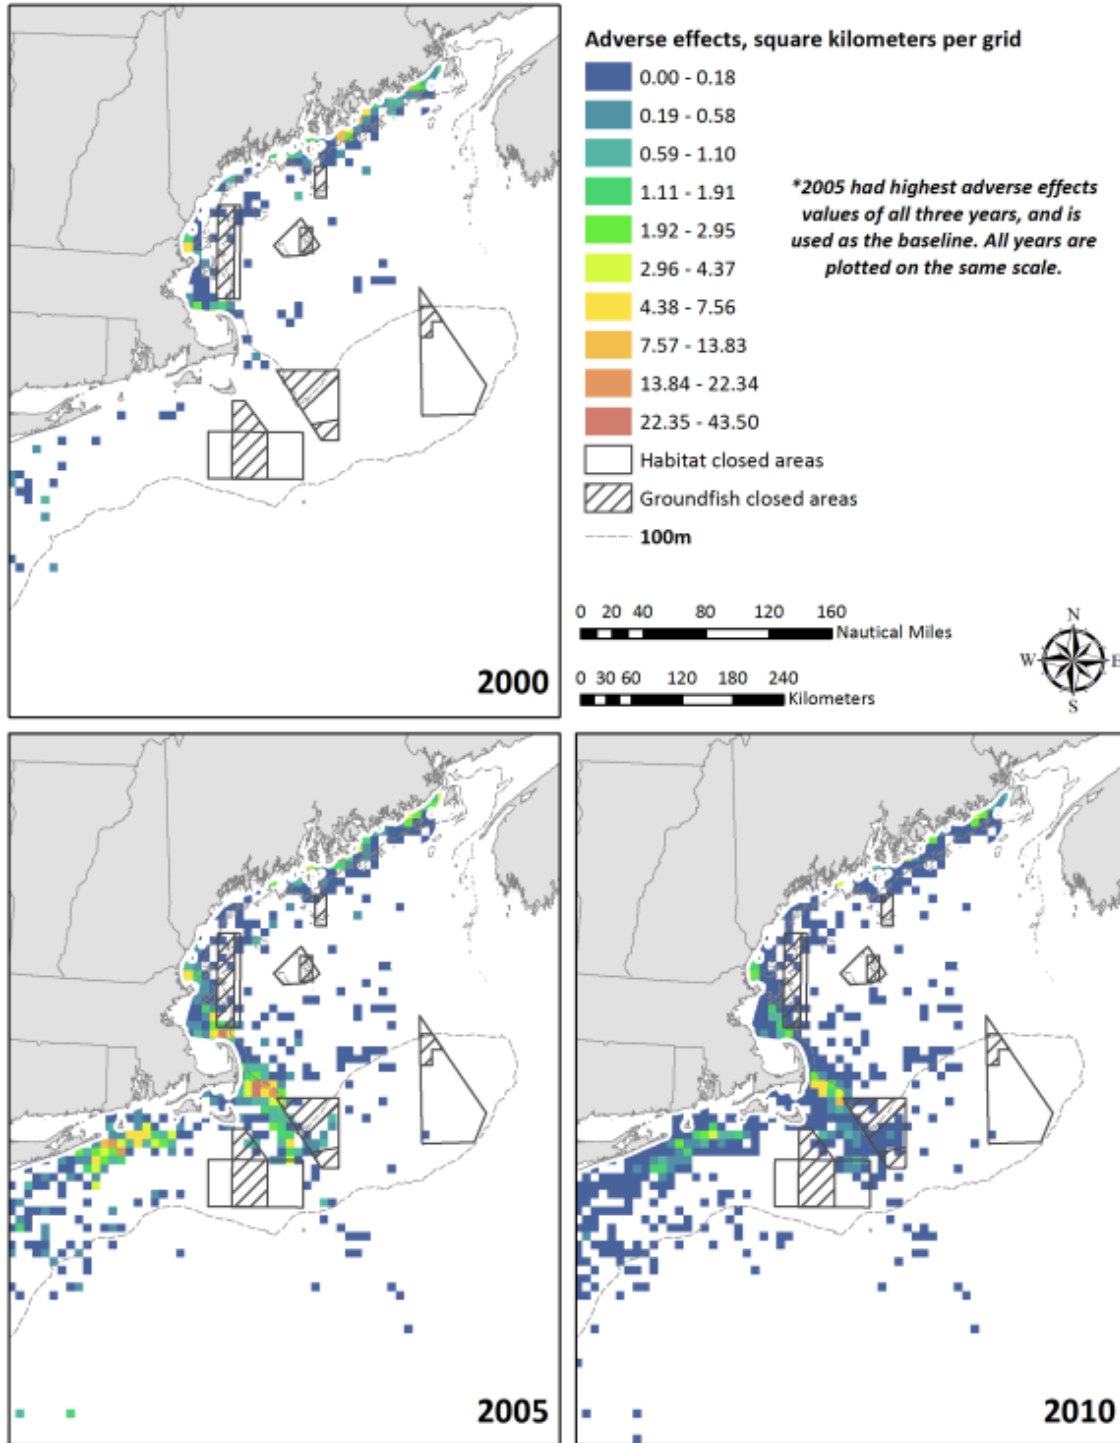 Adverse effects, square kilometers per grid
0.00 - 0.18
0.19 - 0.58
0.59 - 1.10
1.11 - 1.91
1.92 - 2.95
2.96 - 4.37
4.38 - 7.56
7.57 - 13.83
13.84 - 22.34
22.35 - 43.50
Habitat closed areas
Groundfish closed areas
100m
*2005 had highest adverse effects
values of all three years, and is
used as the baseline. All years are
plotted on the same scale.
0 20 40 80 120 160
Nautical Miles
0 30 60 120 180 240
Kilometers
N
W E
S
2000
2005
2010